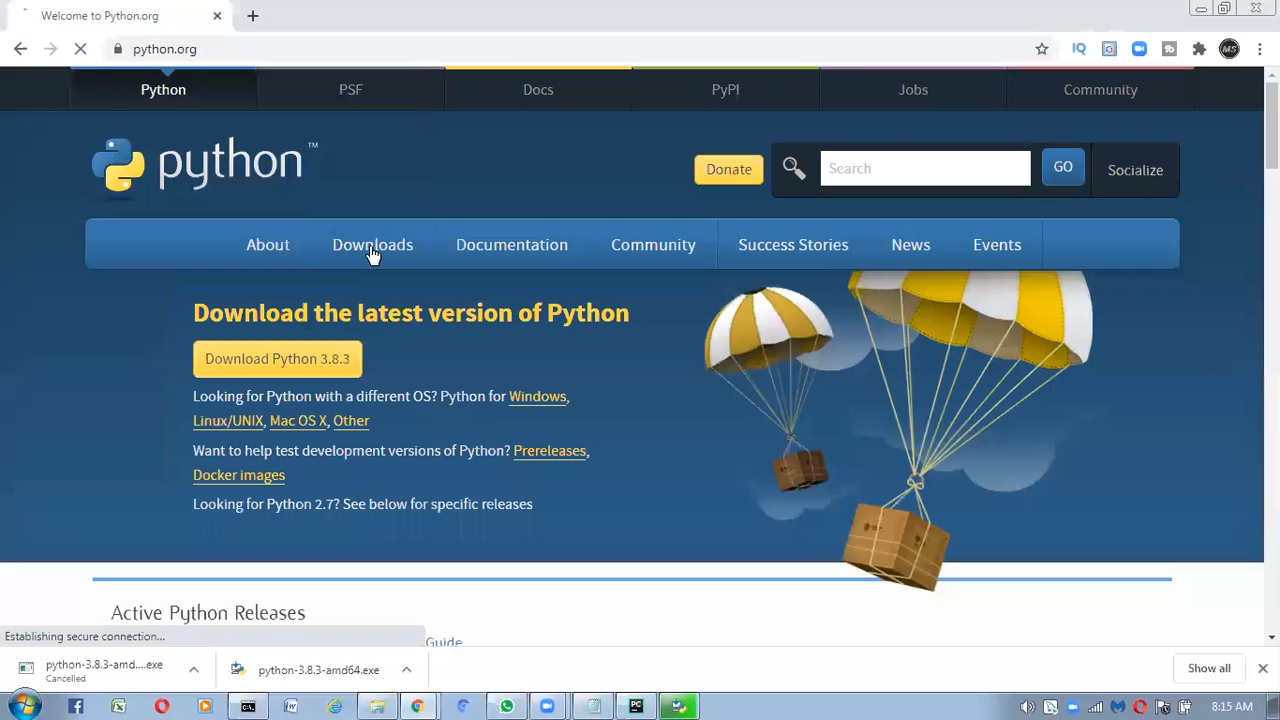 Welcome to Python.org
python.org
Python
PSF
Docs
PyPI
Jobs
Community
python™
Donate
Search
GO
Socialize
About
Downloads
Documentation
Community
Success Stories
News
Events
Download the latest version of Python
Download Python 3.8.3
Looking for Python with a different OS? Python for Windows,
Linux/UNIX, Mac OS X, Other
Want to help test development versions of Python? Prereleases,
Docker images
Looking for Python 2.7? See below for specific releases
Active Python Releases
Guide
Establishing secure connection...
python-3.8.3-amd....exe
Cancelled
python-3.8.3-amd64.exe
Show all
8:15 AM